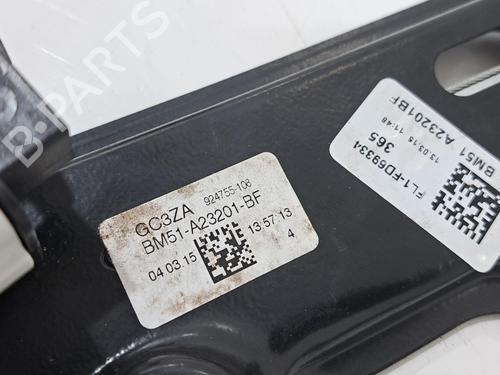 B-PARTS
GC3ZA 924755-108
BM51-A23201-BF
04.03.15 13:57:13
4
FL1-FD69334
365
13.03.15 11:48
BM51 A23201BF